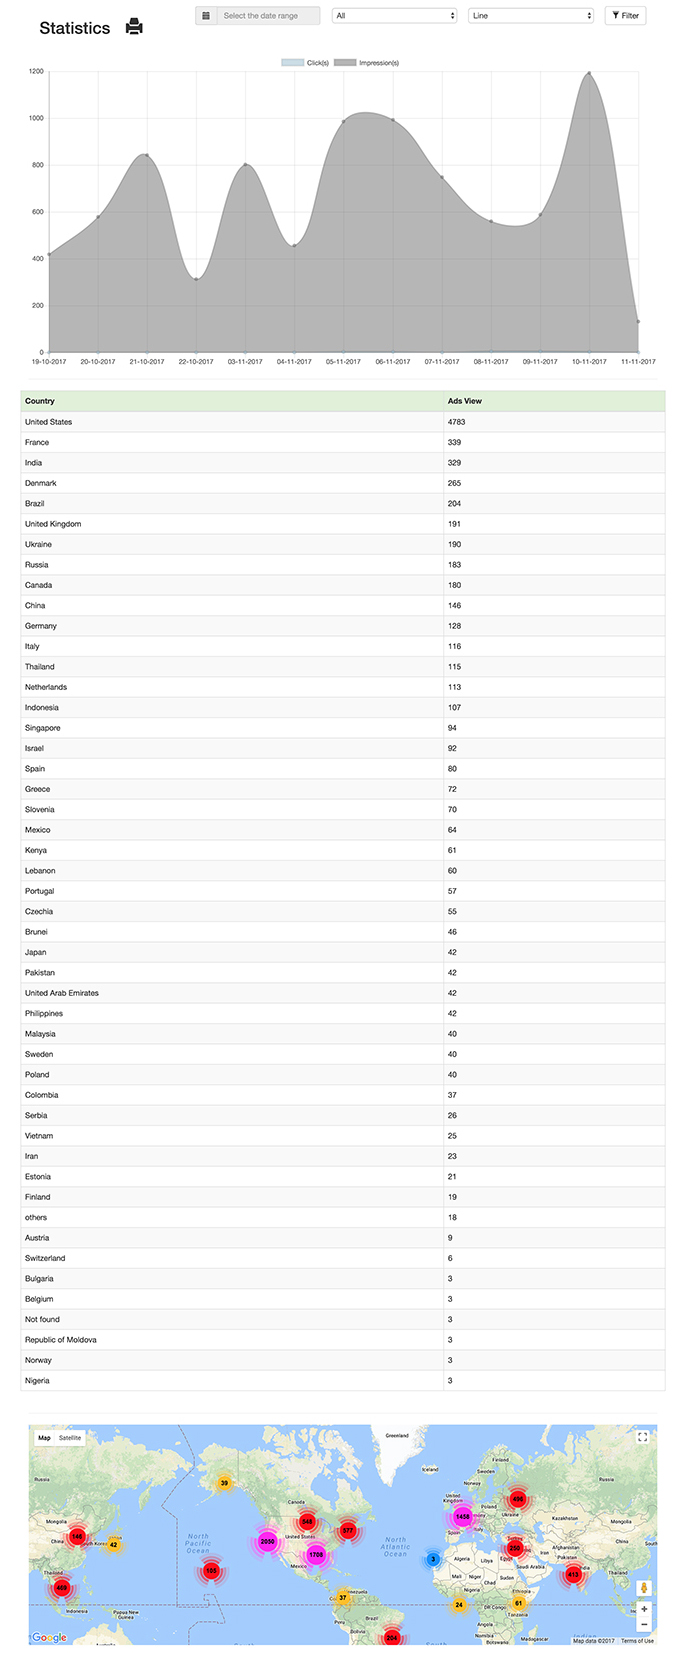 Statistics
Select the date range
All
Line
Filter
Click(s) Impression(s)
1200
1000
800
600
400
200
0
19-10-2017 20-10-2017 21-10-2017 22-10-2017 03-11-2017 04-11-2017 05-11-2017 06-11-2017 07-11-2017 08-11-2017 09-11-2017 10-11-2017 11-11-2017
Country Ads View
United States 4783
France 339
India 329
Denmark 265
Brazil 204
United Kingdom 191
Ukraine 190
Russia 183
Canada 180
China 146
Germany 128
Italy 116
Thailand 115
Netherlands 113
Indonesia 107
Singapore 94
Israel 92
Spain 80
Greece 72
Slovenia 70
Mexico 64
Kenya 61
Lebanon 60
Portugal 57
Czechia 55
Brunei 46
Japan 42
Pakistan 42
United Arab Emirates 42
Philippines 42
Malaysia 40
Sweden 40
Poland 40
Colombia 37
Serbia 26
Vietnam 25
Iran 23
Estonia 21
Finland 19
others 18
Austria 9
Switzerland 6
Bulgaria 3
Belgium 3
Not found 3
Republic of Moldova 3
Norway 3
Nigeria 3
Map Satellite
Greenland
Iceland
Finland
Sweden
Norway
Russia
Russia
39
Canada
United Kingdom
Poland
Ukraine
1458
Mongolia
Kazakhstan
Mongolia
China
146
South Korea
42
North Pacific Ocean
2050
United States
1709
North Atlantic Ocean
Spain
Italy
Afghanistan
Pakistan
China
Mexico
3
Algeria
Libya
Egypt
Saudi Arabia
Iran
413
Thailand
Thailand
469
Mali
Niger
Chad
Sudan
Nigeria
Ethiopia
37
Venezuela
24
61
Indonesia
Papua New Guinea
Brazil
Peru
Bolivia
204
DR Congo
Tanzania
Angola
Namibia
Botswana
Madagascar
Google
Map data ©2017 Terms of Use